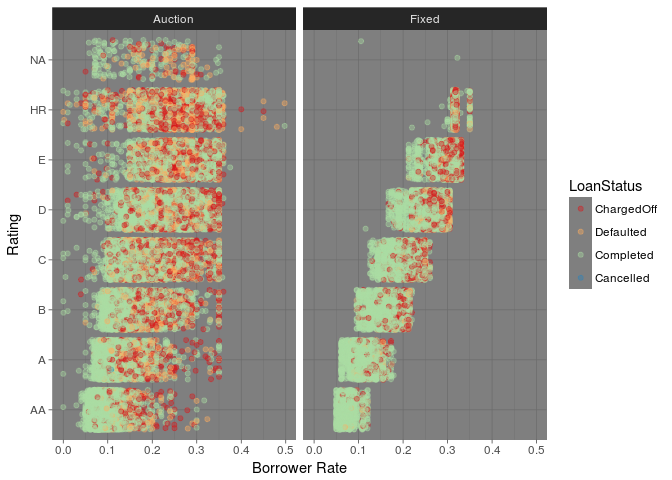 Auction Fixed
NA
HR
E
D
C
B
A
AA
Rating
0.0 0.1 0.2 0.3 0.4 0.5 0.0 0.1 0.2 0.3 0.4 0.5
Borrower Rate
LoanStatus
ChargedOff
Defaulted
Completed
Cancelled